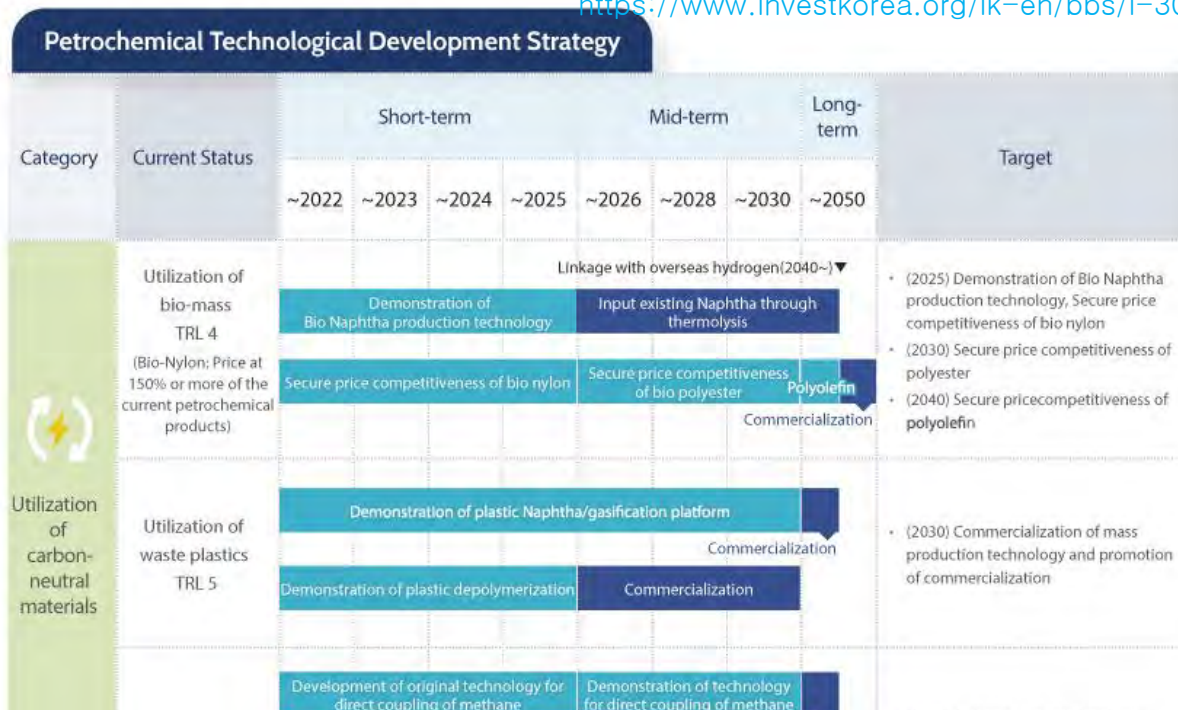 https://www.investkorea.org/ik-en/bbs/i-30
Petrochemical Technological Development Strategy
Category
Current Status
Short-term
Mid-term
Long-
term
Target
~2022 ~2023 ~2024 ~2025 ~2026 ~2028 ~2030 ~2050
Utilization
of
carbon-
neutral
materials
Utilization of
bio-mass
TRL 4
(Bio-Nylon: Price at
150% or more of the
current petrochemical
products)
Linkage with overseas hydrogen(2040~)▼
Demonstration of
Bio Naphtha production technology
Input existing Naphtha through
thermolysis
Secure price competitiveness of bio nylon
Secure price competitiveness
of bio polyester
Polyolefin
Commercialization
• (2025) Demonstration of Bio Naphtha
production technology, Secure price
competitiveness of bio nylon
• (2030) Secure price competitiveness of
polyester
• (2040) Secure pricecompetitiveness of
polyolefin
Utilization of
waste plastics
TRL 5
Demonstration of plastic Naphtha/gasification platform
Commercialization
Demonstration of plastic depolymerization
Commercialization
• (2030) Commercialization of mass
production technology and promotion
of commercialization
Development of original technology for
direct coupling of methane
Demonstration of technology
for direct coupling of methane